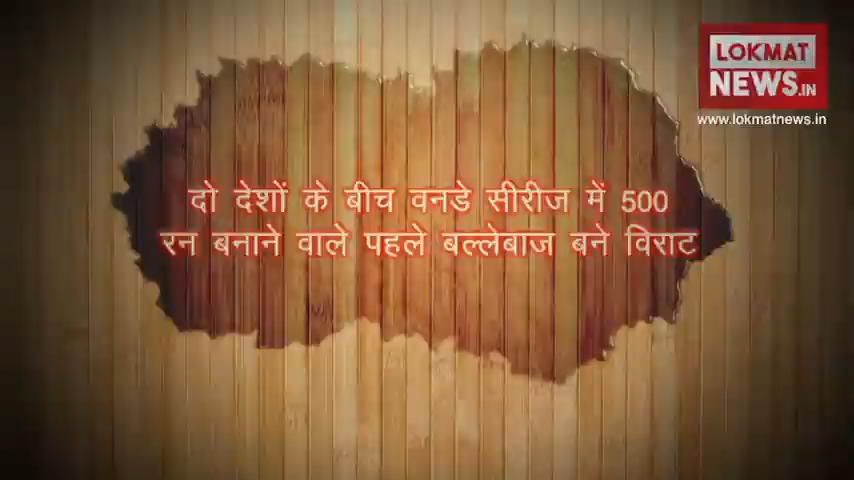 LOKMAT
NEWS.IN
www.lokmatnews.in
दो देशों के बीच वनडे सीरीज में 500
रन बनाने वाले पहले बल्लेबाज बने विराट